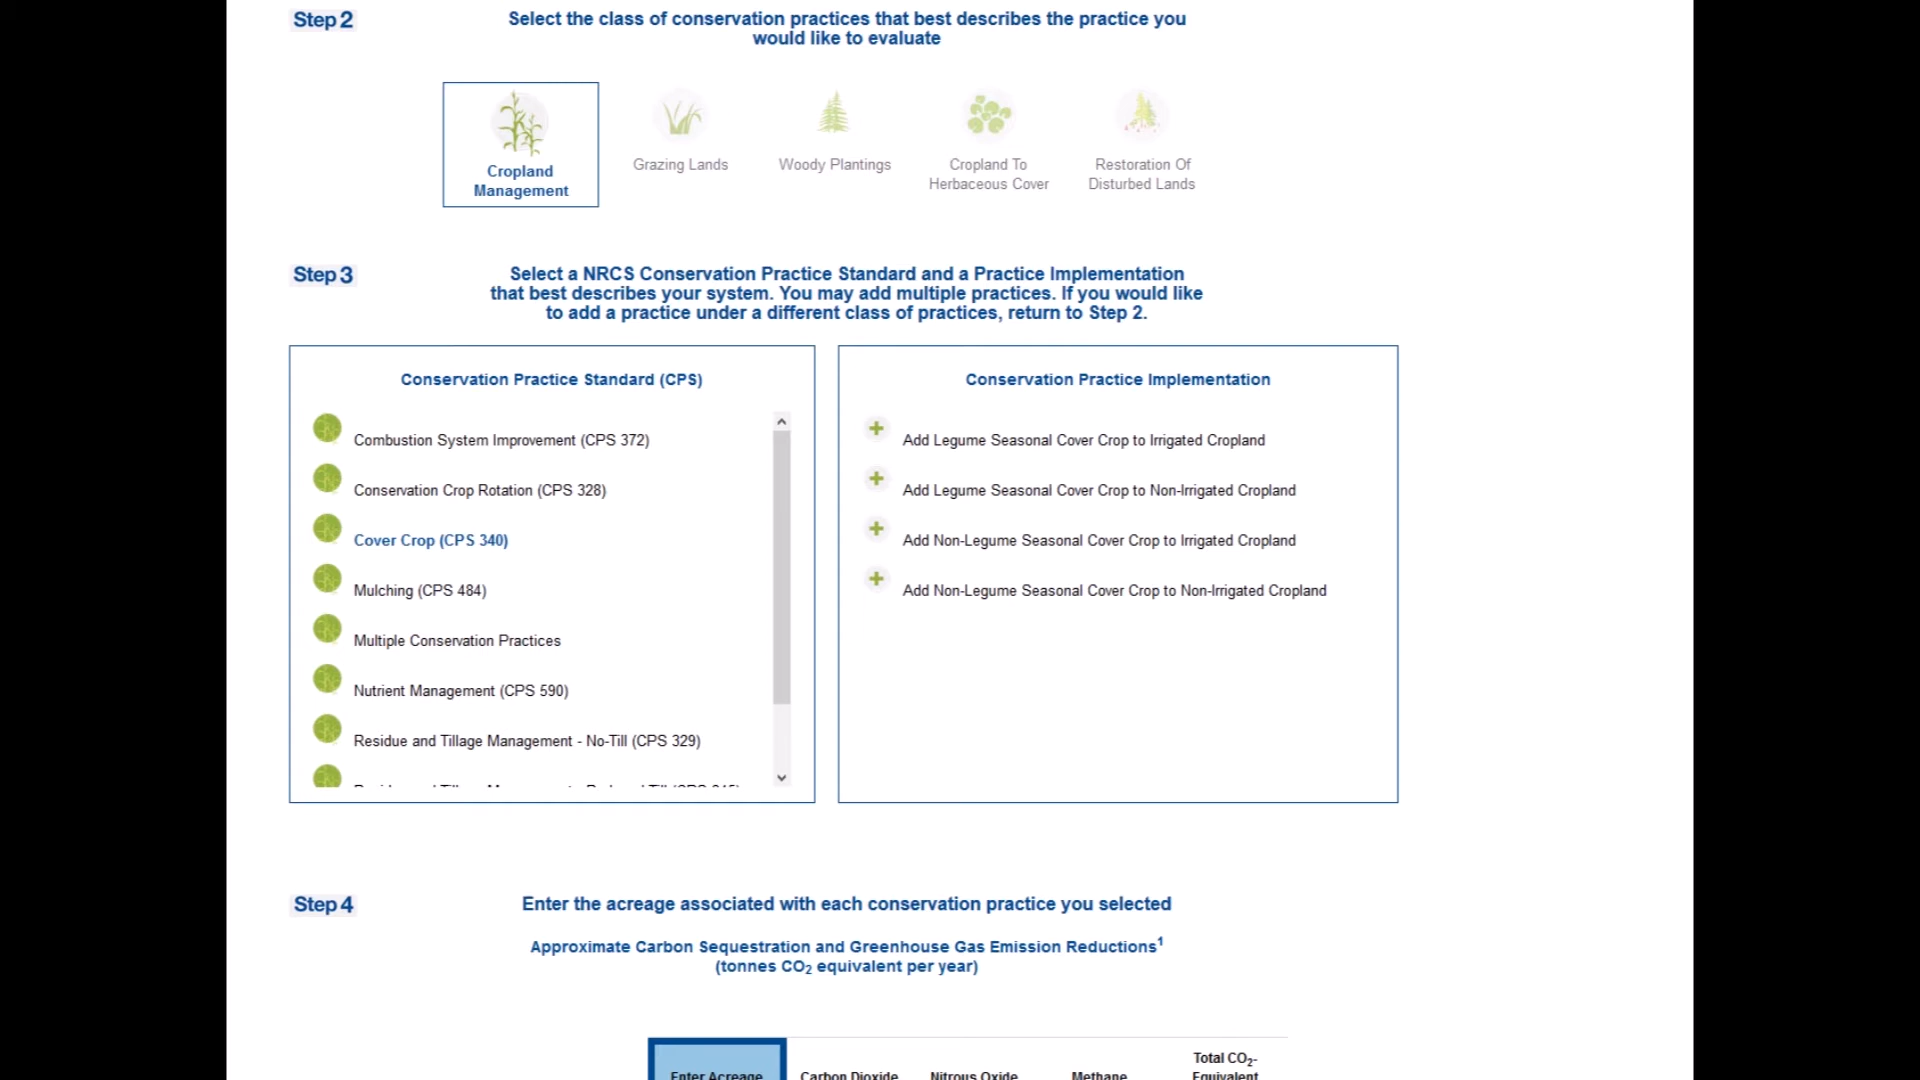 Step 2
Select the class of conservation practices that best describes the practice you
would like to evaluate
Cropland
Management
Grazing Lands
Woody Plantings
Cropland To
Herbaceous Cover
Restoration Of
Disturbed Lands
Step 3
Select a NRCS Conservation Practice Standard and a Practice Implementation
that best describes your system. You may add multiple practices. If you would like
to add a practice under a different class of practices, return to Step 2.
Conservation Practice Standard (CPS)
Combustion System Improvement (CPS 372)
Conservation Crop Rotation (CPS 328)
Cover Crop (CPS 340)
Mulching (CPS 484)
Multiple Conservation Practices
Nutrient Management (CPS 590)
Residue and Tillage Management - No-Till (CPS 329)
Conservation Practice Implementation
Add Legume Seasonal Cover Crop to Irrigated Cropland
Add Legume Seasonal Cover Crop to Non-Irrigated Cropland
Add Non-Legume Seasonal Cover Crop to Irrigated Cropland
Add Non-Legume Seasonal Cover Crop to Non-Irrigated Cropland
Step 4
Enter the acreage associated with each conservation practice you selected
Approximate Carbon Sequestration and Greenhouse Gas Emission Reductions¹
(tonnes CO₂ equivalent per year)
Enter Acreage
Carbon Dioxide
Nitrous Oxide
Methane
Total CO₂-
Equivalent